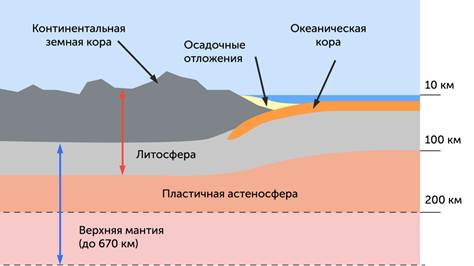 Континентальная
земная кора
Осадочные
отложения
Океаническая
кора
10 км
100 км
Литосфера
Пластичная астеносфера
200 км
Верхняя мантия
(до 670 км)